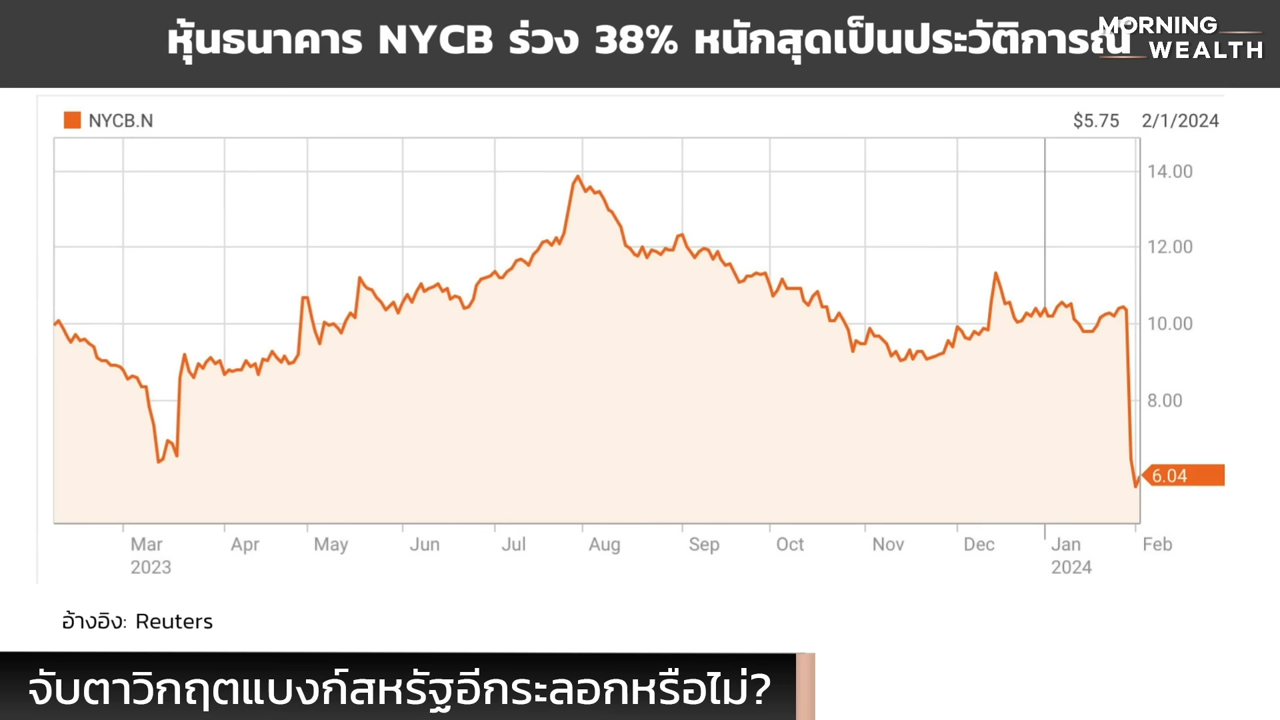 หุ้นธนาคาร NYCB ร่วง 38% หนักสุดเป็นประวัติการณ์
MORNING
WEALTH
NYCB.N
$5.75 2/1/2024
14.00
12.00
10.00
8.00
6.04
Mar Apr May Jun Jul Aug Sep Oct Nov Dec Jan Feb
2023 2024
อ้างอิง: Reuters
จับตาวิกฤตแบงก์สหรัฐอีกระลอกหรือไม่?